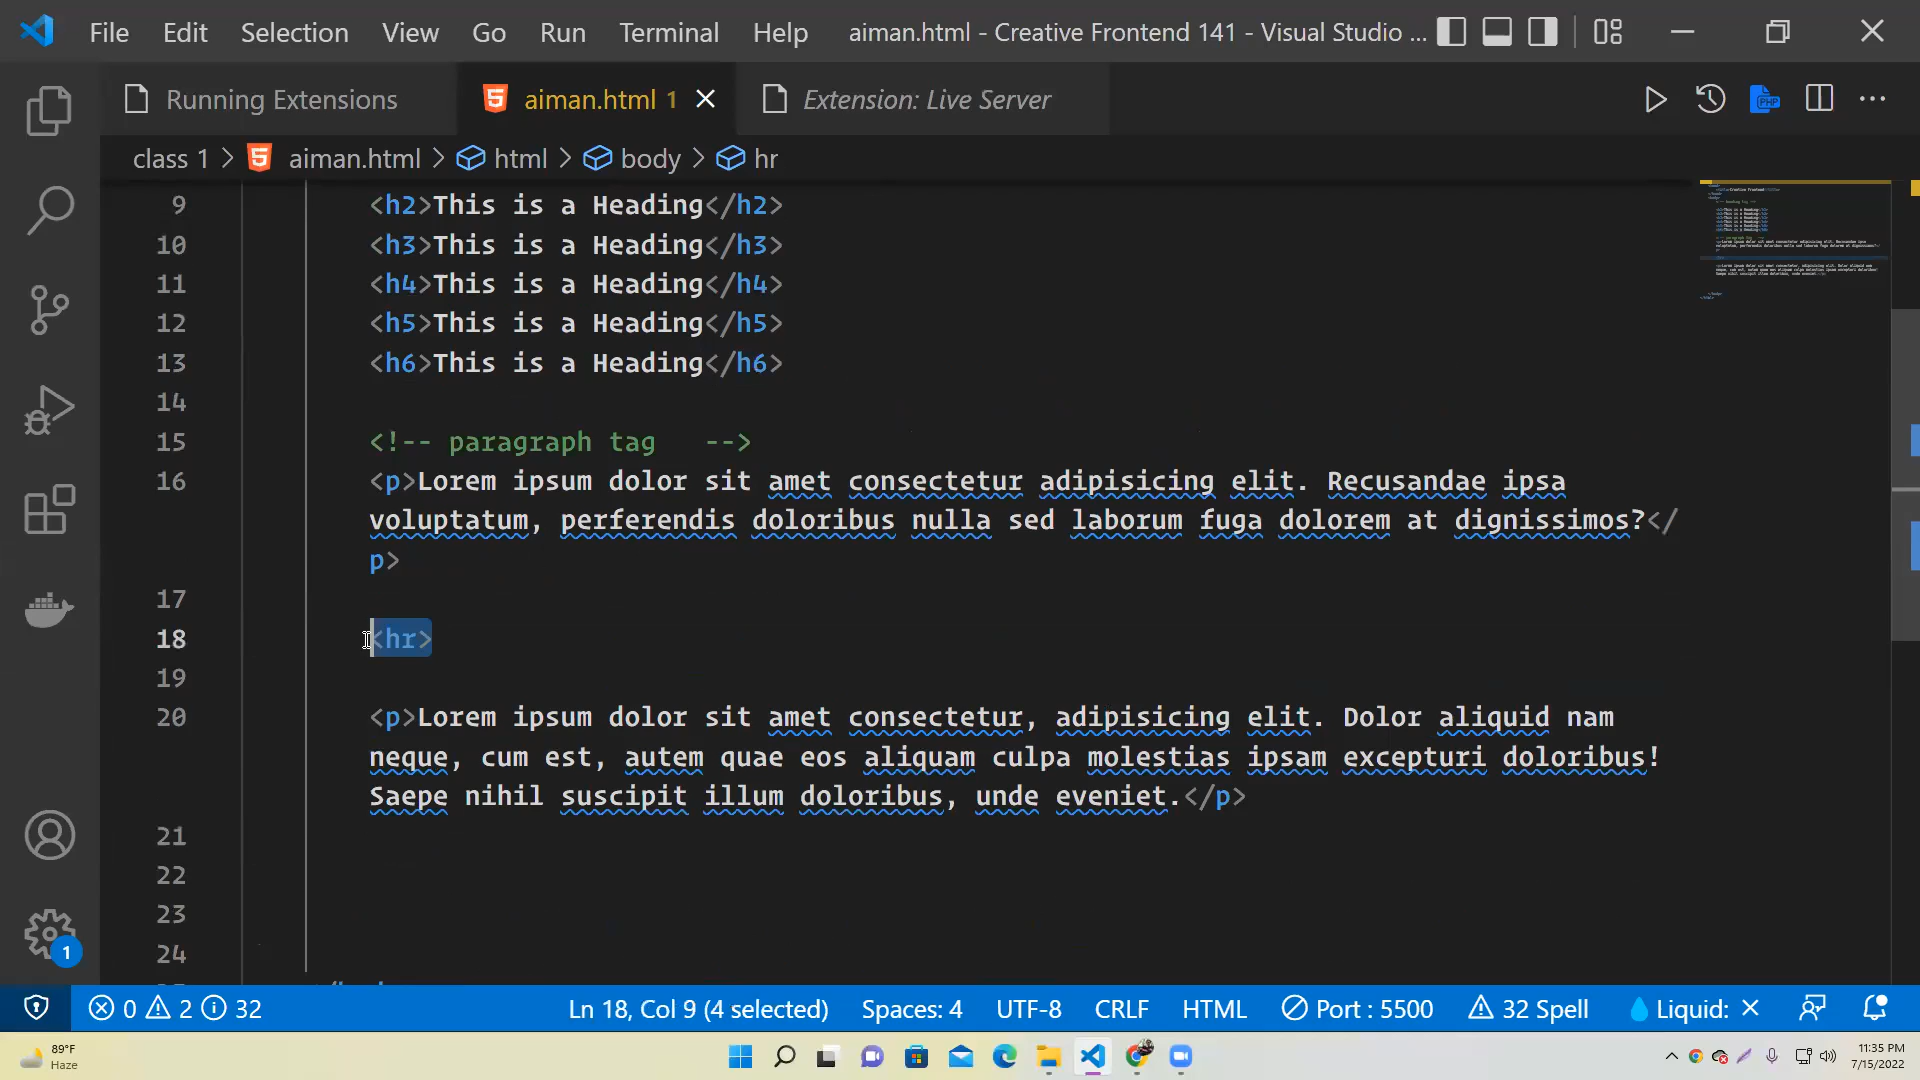 File Edit Selection View Go Run Terminal Help aiman.html - Creative Frontend 141 - Visual Studio ...
Running Extensions aiman.html 1 Extension: Live Server
class 1 > aiman.html > html > body > hr
9 <h2>This is a Heading</h2>
10 <h3>This is a Heading</h3>
11 <h4>This is a Heading</h4>
12 <h5>This is a Heading</h5>
13 <h6>This is a Heading</h6>
14
15 <!-- paragraph tag -->
16 <p>Lorem ipsum dolor sit amet consectetur adipisicing elit. Recusandae ipsa
voluptatum, perferendis doloribus nulla sed laborum fuga dolorem at dignissimos?</
p>
17
18 <hr>
19
20 <p>Lorem ipsum dolor sit amet consectetur, adipisicing elit. Dolor aliquid nam
neque, cum est, autem quae eos aliquam culpa molestias ipsam excepturi doloribus!
Saepe nihil suscipit illum doloribus, unde eveniet.</p>
21
22
23
24
1
0 2 32 Ln 18, Col 9 (4 selected) Spaces: 4 UTF-8 CRLF HTML Port : 5500 32 Spell Liquid:
89°F
Haze
11:35 PM
7/15/2022